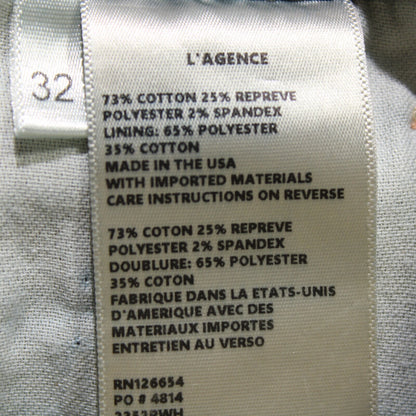 32
L'AGENCE
73% COTTON 25% REPREVE
POLYESTER 2% SPANDEX
LINING: 65% POLYESTER
35% COTTON
MADE IN THE USA
WITH IMPORTED MATERIALS
CARE INSTRUCTIONS ON REVERSE
73% COTON 25% REPREVE
POLYESTER 2% SPANDEX
DOUBLURE: 65% POLYESTER
35% COTON
FABRIQUE DANS LA ETATS-UNIS
D'AMERIQUE AVEC DES
MATERIAUX IMPORTES
ENTRETIEN AU VERSO
RN126654
PO # 4814